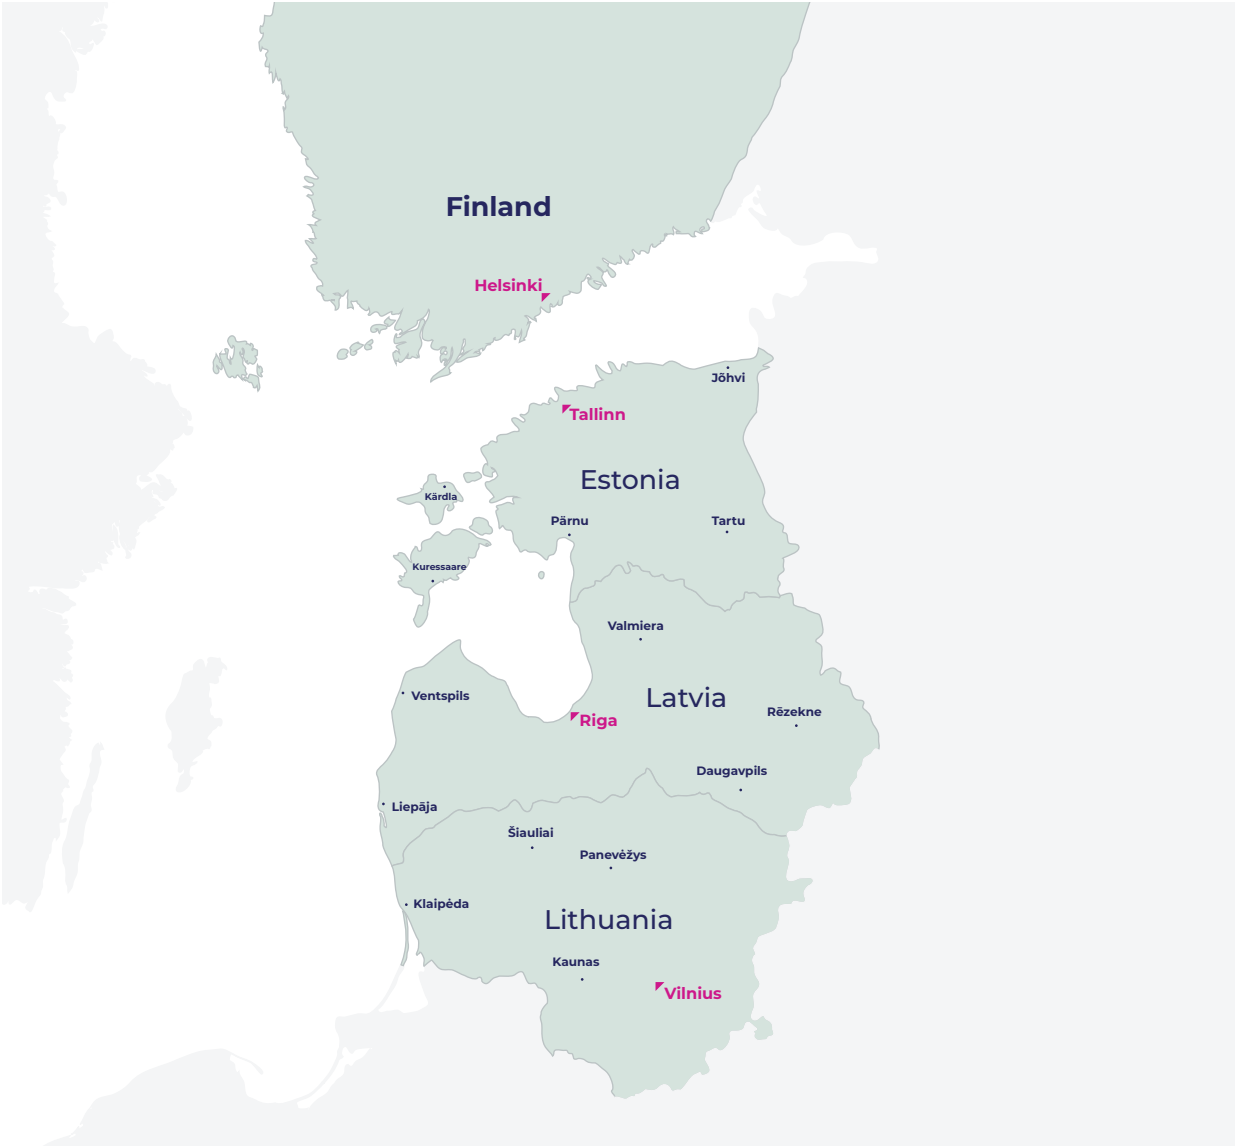 Finland
Helsinki
Jõhvi
Tallinn
Estonia
Kärdla
Pärnu
Tartu
Kuressaare
Valmiera
Ventspils
Latvia
Rēzekne
Riga
Daugavpils
Liepāja
Šiauliai
Panevėžys
Klaipėda
Lithuania
Kaunas
Vilnius